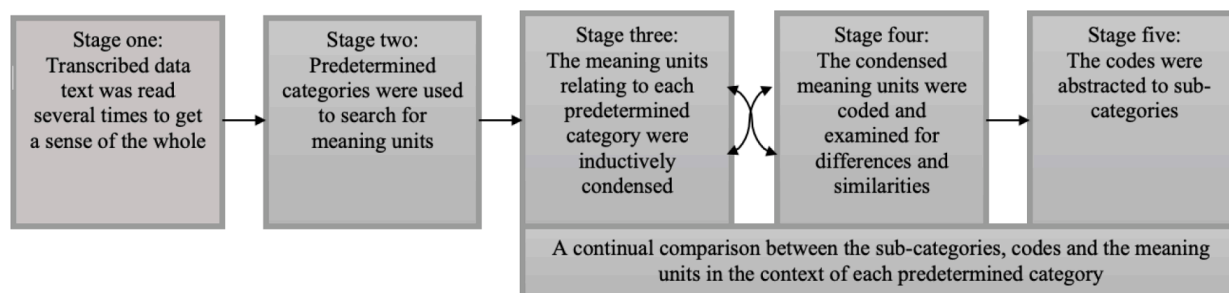 Stage one:
Transcribed data
text was read
several times to get
a sense of the whole
Stage two:
Predetermined
categories were used
to search for
meaning units
Stage three:
The meaning units
relating to each
predetermined
category were
inductively
condensed
Stage four:
The condensed
meaning units were
coded and
examined for
differences and
similarities
Stage five:
The codes were
abstracted to sub-
categories
A continual comparison between the sub-categories, codes and the meaning
units in the context of each predetermined category